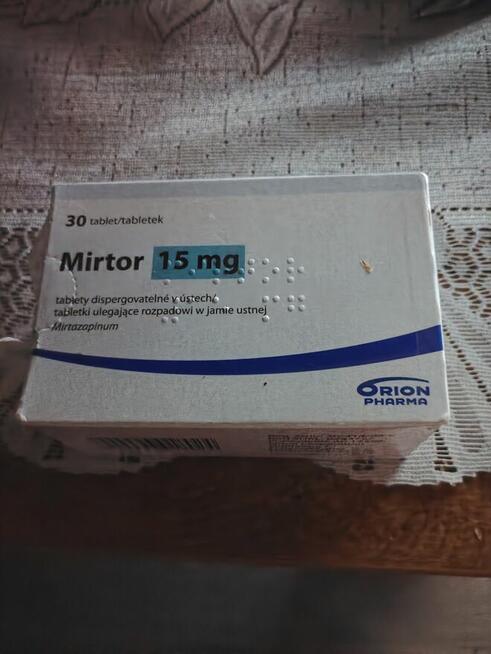 30 tablet/tabletek
Mirtor 15 mg
tablety dispergovatelné v ústech/
tabletki ulegające rozpadowi w jamie ustnej
Mirtazapinum
ORION
PHARMA